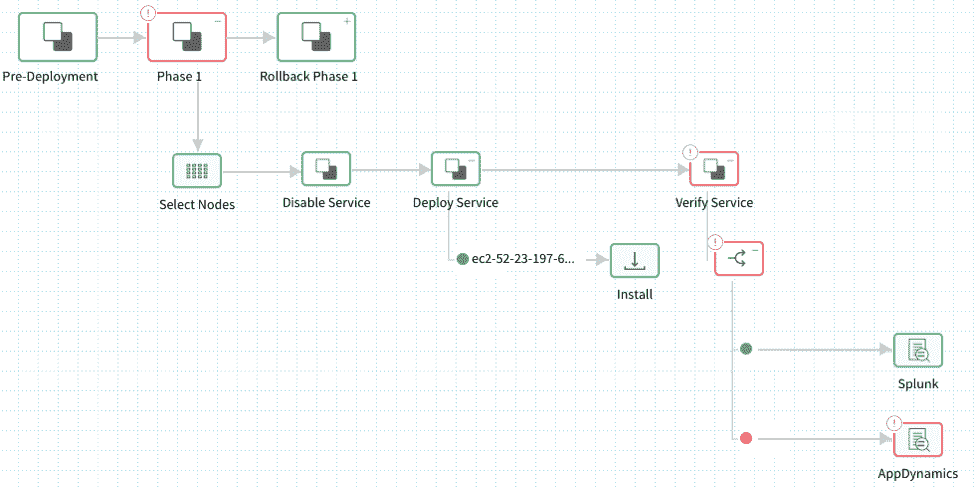 Pre-Deployment
Phase 1
Rollback Phase 1
Select Nodes
Disable Service
Deploy Service
Verify Service
ec2-52-23-197-6...
Install
Splunk
AppDynamics